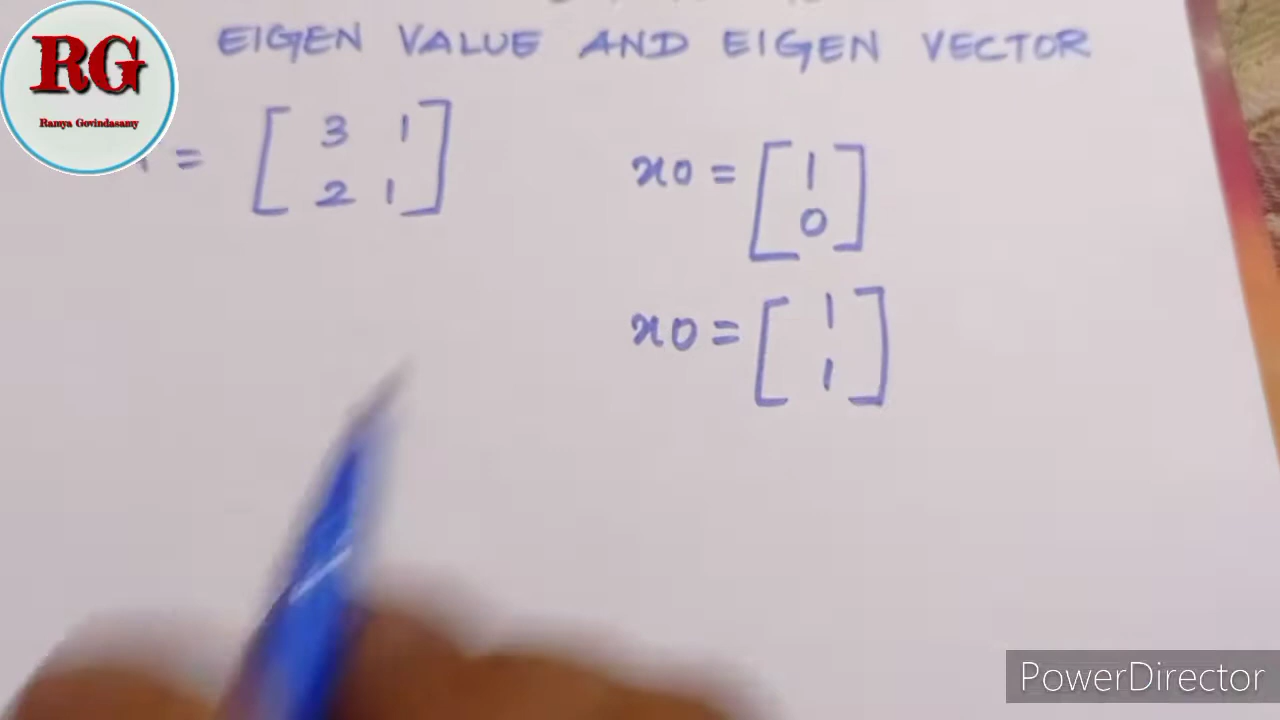 EIGEN VALUE AND EIGEN VECTOR
RG
Ramya Govindasamy
= [ 3 1
2 1 ]
x0 = [ 1
0 ]
x0 = [ 1
1 ]
PowerDirector